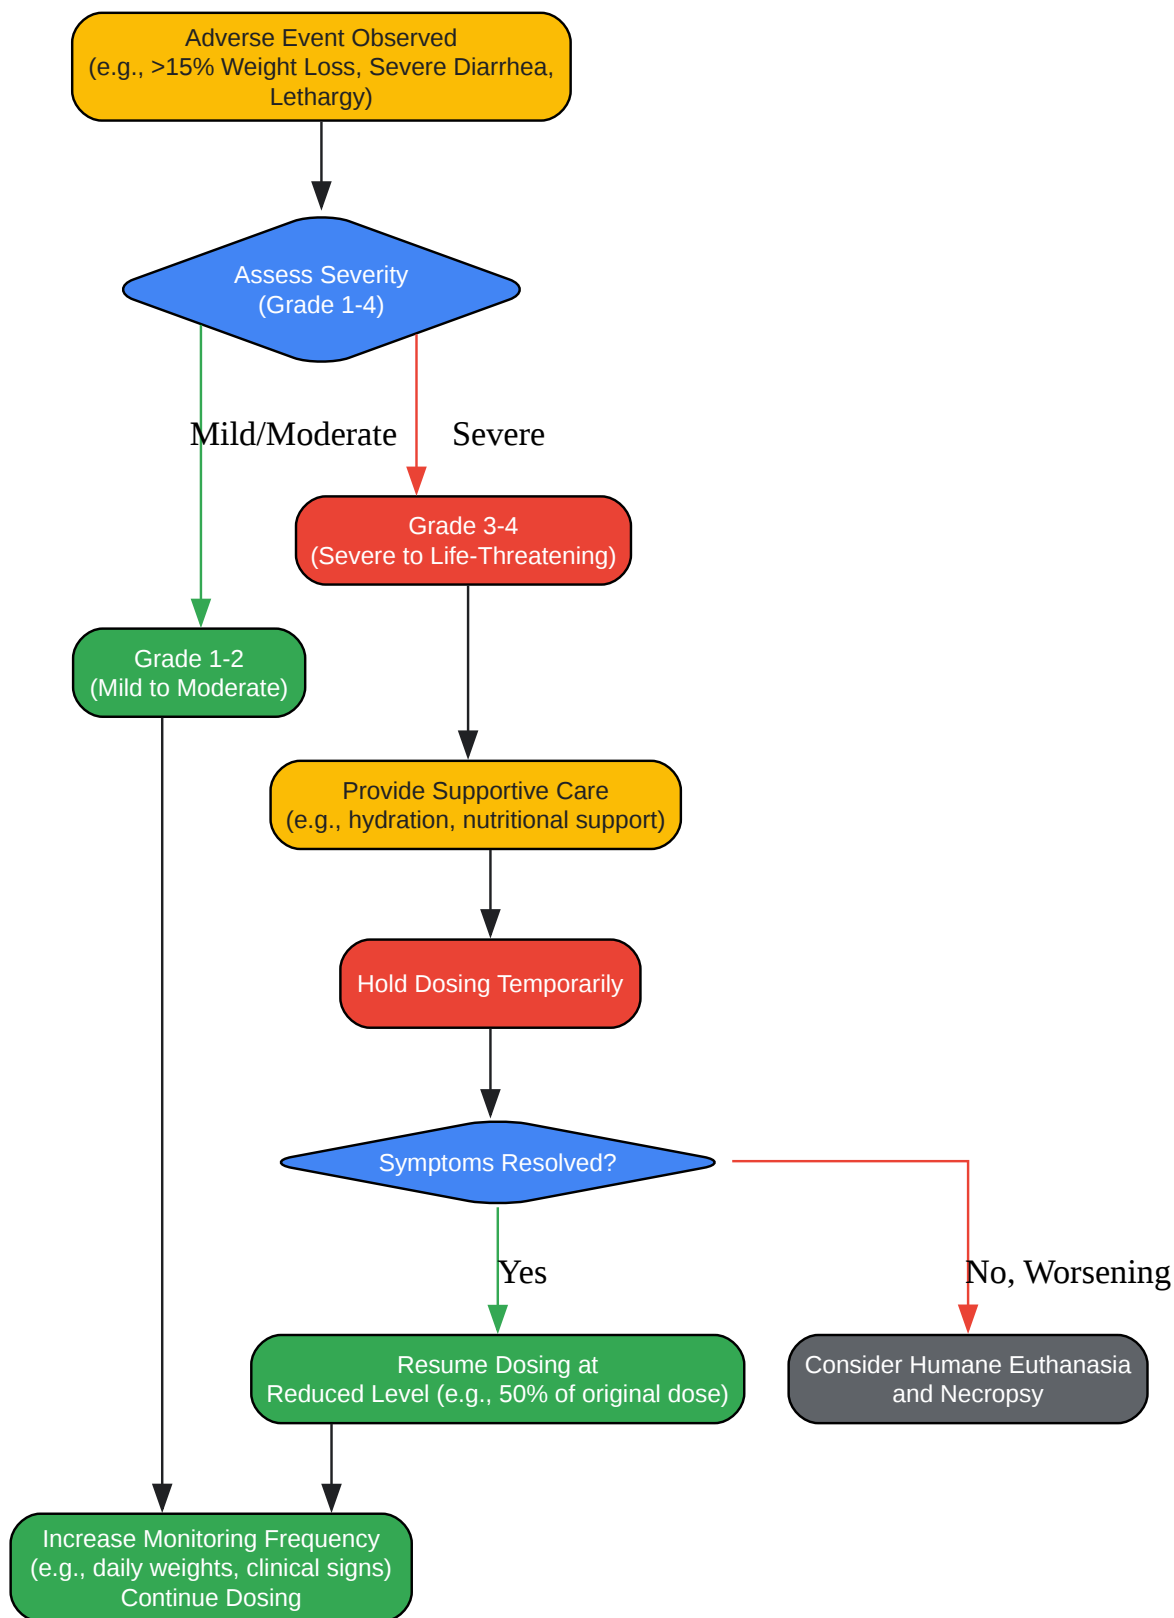 Adverse Event Observed
(e.g., >15% Weight Loss, Severe Diarrhea,
Lethargy)
Assess Severity
(Grade 1-4)
Mild/Moderate
Severe
Grade 3-4
(Severe to Life-Threatening)
Grade 1-2
(Mild to Moderate)
Provide Supportive Care
(e.g., hydration, nutritional support)
Hold Dosing Temporarily
Symptoms Resolved?
Yes
No, Worsening
Resume Dosing at
Reduced Level (e.g., 50% of original dose)
Consider Humane Euthanasia
and Necropsy
Increase Monitoring Frequency
(e.g., daily weights, clinical signs)
Continue Dosing